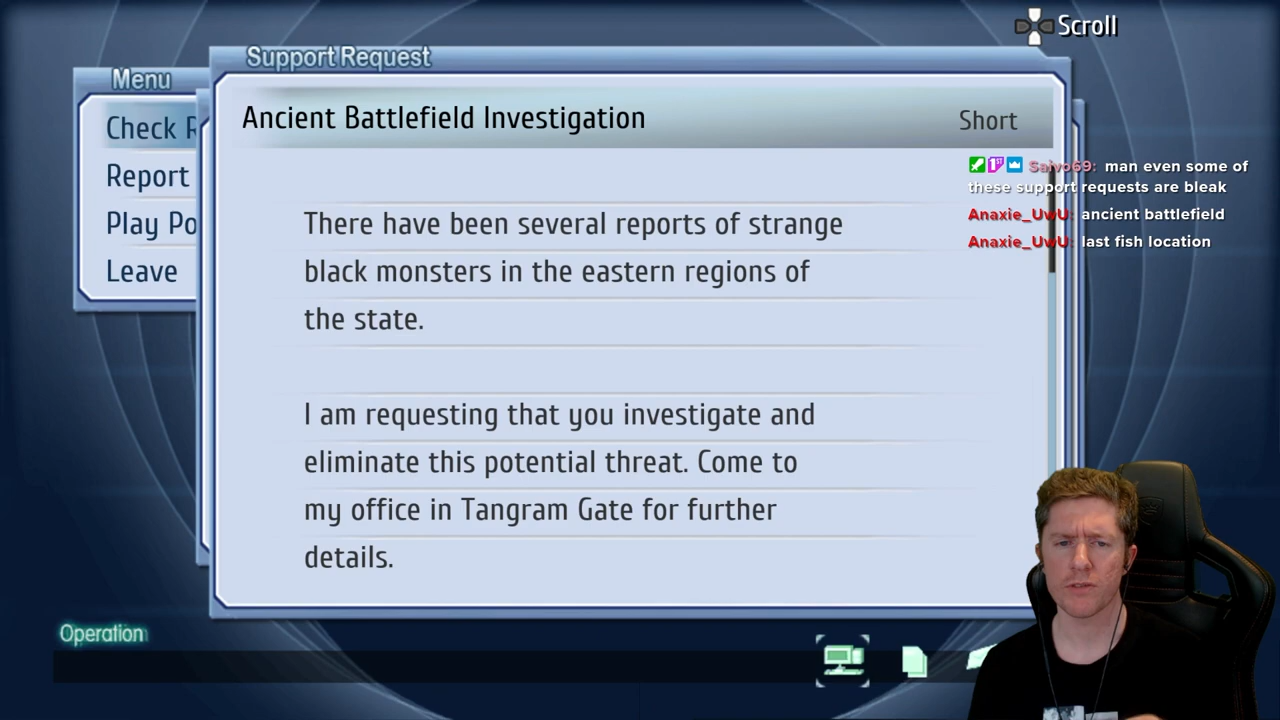 Scroll
Support Request
Menu
Ancient Battlefield Investigation
Short
Check R
Report
Play Po
Leave
Saivo69: man even some of
these support requests are bleak
Anaxie_UwU: ancient battlefield
Anaxie_UwU: last fish location
There have been several reports of strange
black monsters in the eastern regions of
the state.
I am requesting that you investigate and
eliminate this potential threat. Come to
my office in Tangram Gate for further
details.
Operation